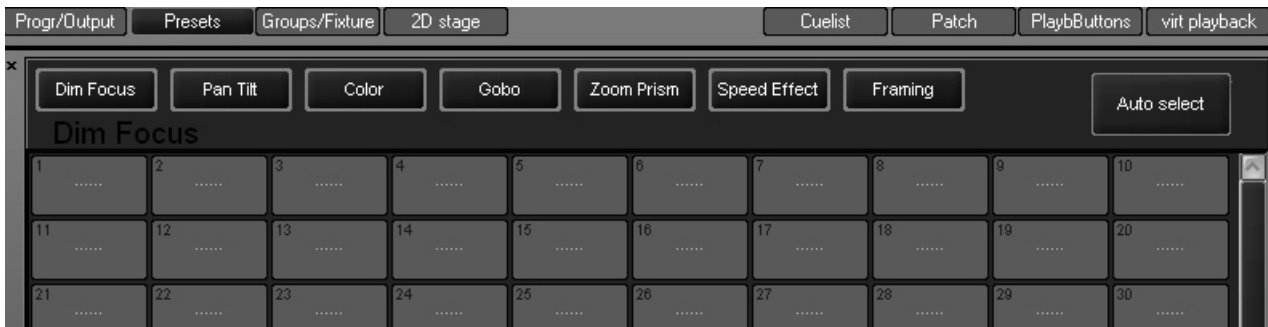 Progr/Output Presets Groups/Fixture 2D stage Cuelist Patch PlaybButtons virt playback
x
Dim Focus Pan Tilt Color Gobo Zoom Prism Speed Effect Framing Auto select
Dim Focus
1 ...... 2 ...... 3 ...... 4 ...... 5 ...... 6 ...... 7 ...... 8 ...... 9 ...... 10 ......
11 ...... 12 ...... 13 ...... 14 ...... 15 ...... 16 ...... 17 ...... 18 ...... 19 ...... 20 ......
21 ...... 22 ...... 23 ...... 24 ...... 25 ...... 26 ...... 27 ...... 28 ...... 29 ...... 30 ......